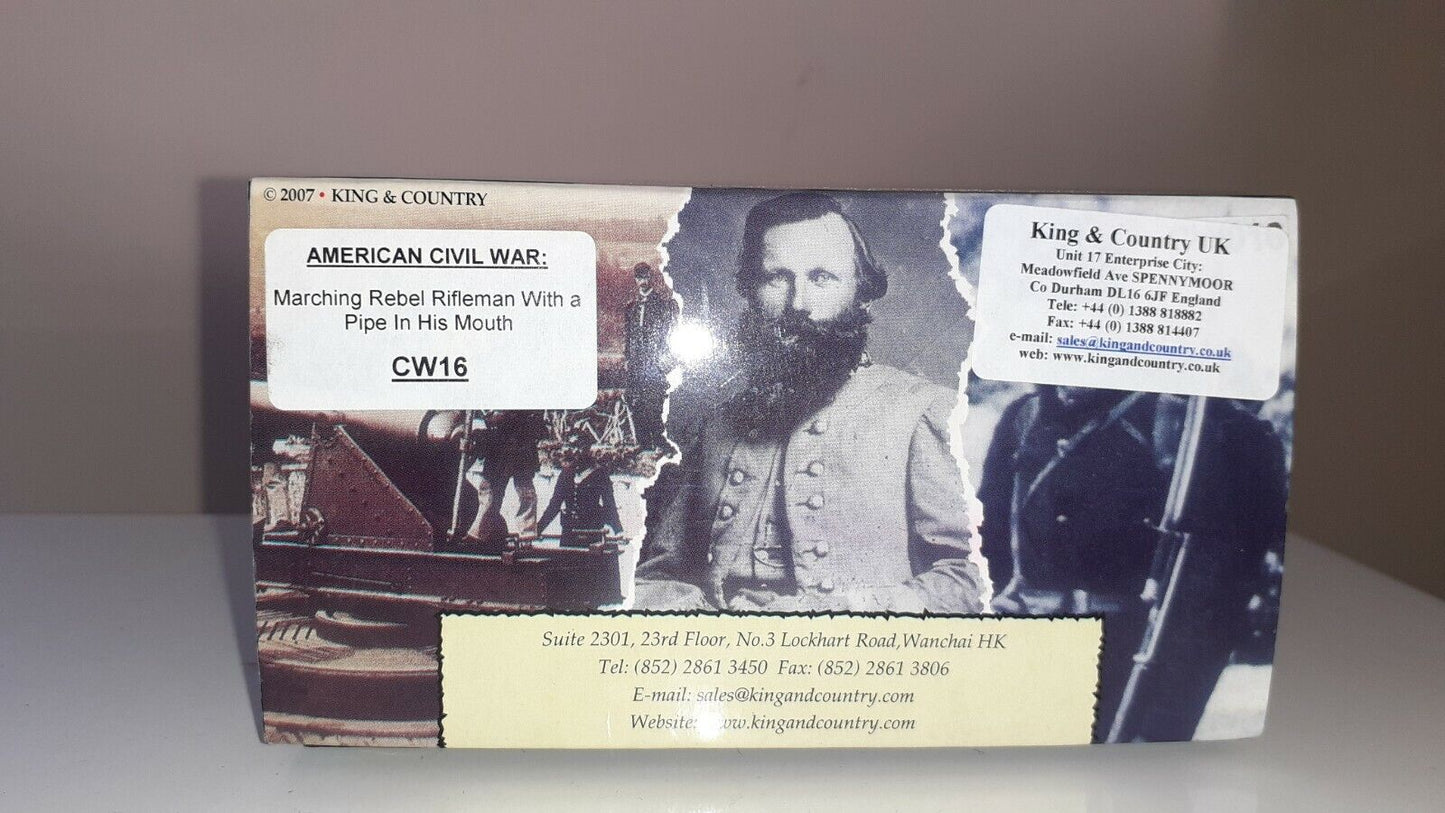 © 2007 • KING & COUNTRY
AMERICAN CIVIL WAR:
Marching Rebel Rifleman With a
Pipe In His Mouth
CW16
King & Country UK
Unit 17 Enterprise City:
Meadowfield Ave SPENNYMOOR
Co Durham DL16 6JF England
Tele: +44 (0) 1388 818882
Fax: +44 (0) 1388 814407
e-mail: sales@kingandcountry.co.uk
web: www.kingandcountry.co.uk
Suite 2301, 23rd Floor, No.3 Lockhart Road,Wanchai HK
Tel: (852) 2861 3450 Fax: (852) 2861 3806
E-mail: sales@kingandcountry.com
Website: www.kingandcountry.com